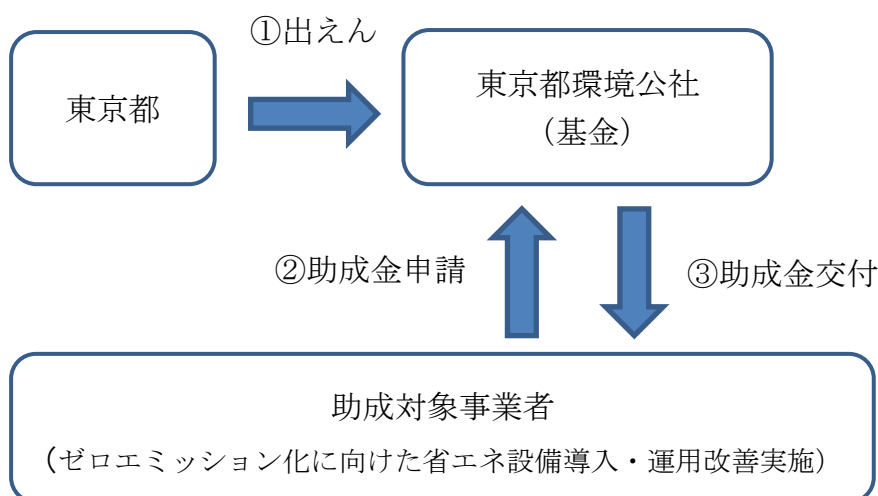 ①出えん
東京都
東京都環境公社
(基金)
②助成金申請
③助成金交付
助成対象事業者
(ゼロエミッション化に向けた省エネ設備導入・運用改善実施)